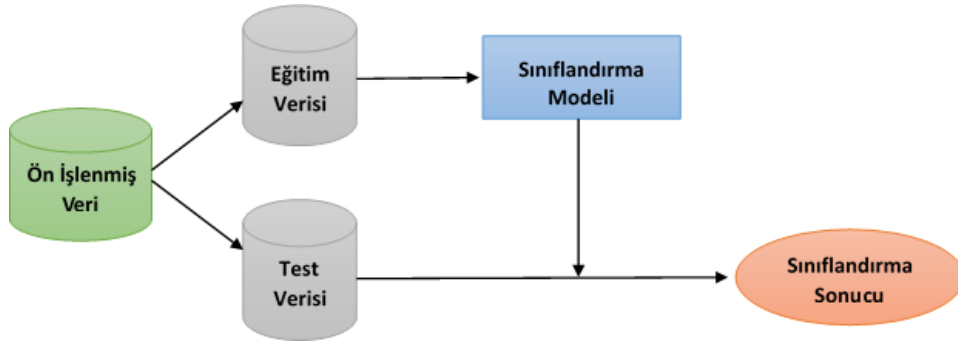 Eğitim
Verisi
Sınıflandırma
Modeli
Ön İşlenmiş
Veri
Test
Verisi
Sınıflandırma
Sonucu